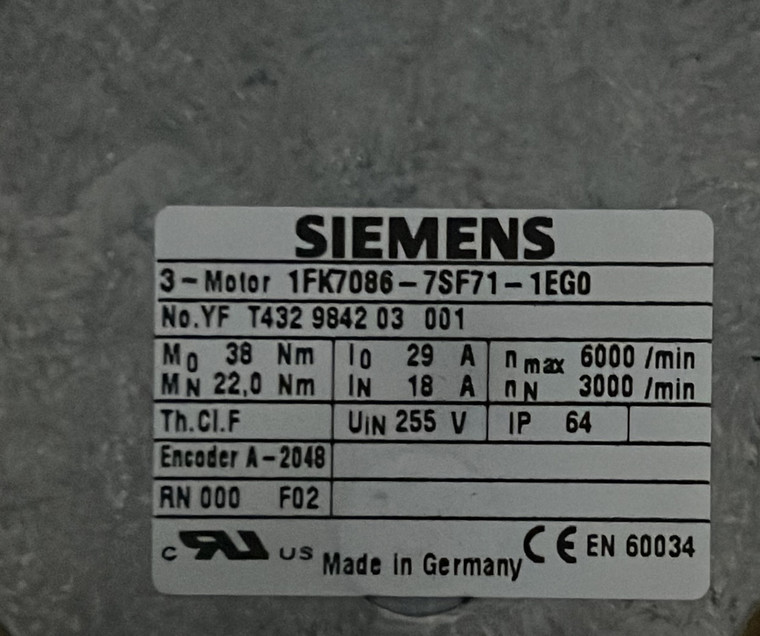 SIEMENS
3~Motor 1FK7086-7SF71-1EG0
No.YF T432 9842 03 001
M0 38 Nm I0 29 A n max 6000 /min
MN 22,0 Nm IN 18 A nN 3000 /min
Th.Cl.F UIN 255 V IP 64
Encoder A-2048
RN 000 F02
c RU US Made in Germany CE EN 60034